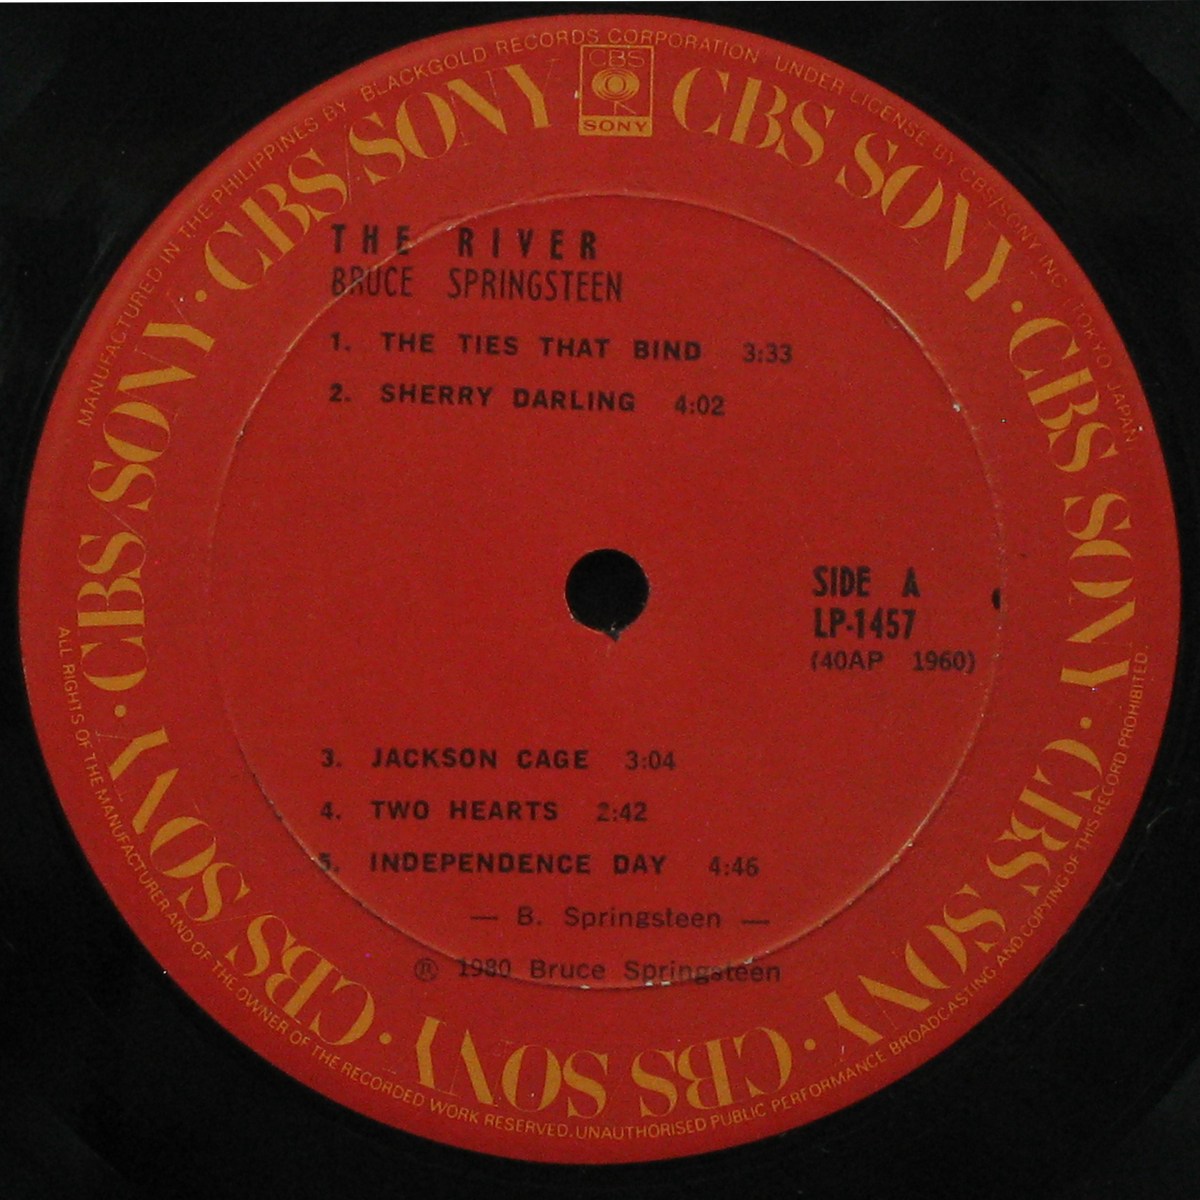 MANUFACTURED IN THE PHILIPPINES BY BLACKGOLD RECORDS CORPORATION UNDER LICENSE BY CBS/SONY INC. (TOKYO JAPAN)
CBS
SONY
CBS SONY · CBS SONY · CBS SONY · CBS SONY · CBS SONY · CBS/SONY · CBS/SONY
THE RIVER
BRUCE SPRINGSTEEN
1. THE TIES THAT BIND 3:33
2. SHERRY DARLING 4:02
SIDE A
LP-1457
(40AP 1960)
3. JACKSON CAGE 3:04
4. TWO HEARTS 2:42
5. INDEPENDENCE DAY 4:46
— B. Springsteen —
Ⓡ 1980 Bruce Springsteen
ALL RIGHTS OF THE MANUFACTURER AND OF THE OWNER OF THE RECORDED WORK RESERVED. UNAUTHORISED PUBLIC PERFORMANCE BROADCASTING AND COPYING OF THIS RECORD PROHIBITED.